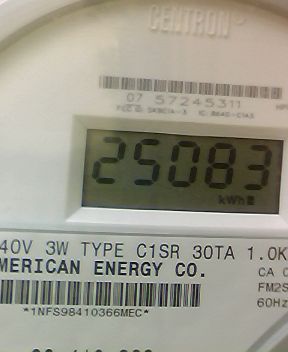 CENTRON
07 57245311
25083
kWh
40V 3W TYPE C1SR 30TA 1.0K
MERICAN ENERGY CO.
CA 0
FM2S
60Hz
*1NFS98410366MEC*